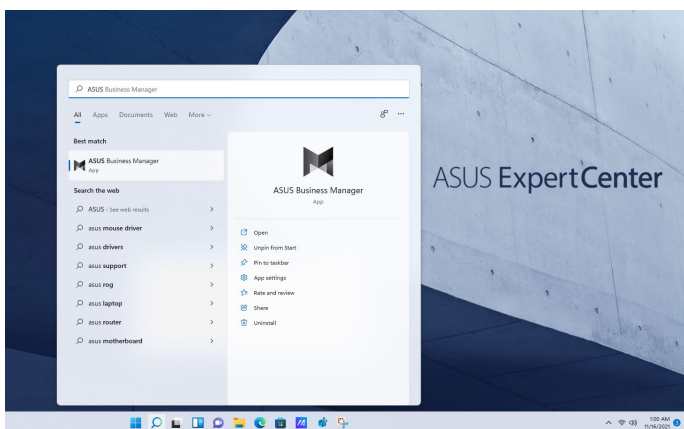 ASUS Business Manager
All Apps Documents Web More
Best match
ASUS Business Manager
App
Search the web
ASUS - See web results
asus mouse driver
asus drivers
asus support
asus rog
asus laptop
asus router
asus motherboard
ASUS Business Manager
App
Open
Unpin from Start
Pin to taskbar
App settings
Rate and review
Share
Uninstall
ASUS ExpertCenter
1:00 AM
11/16/2021